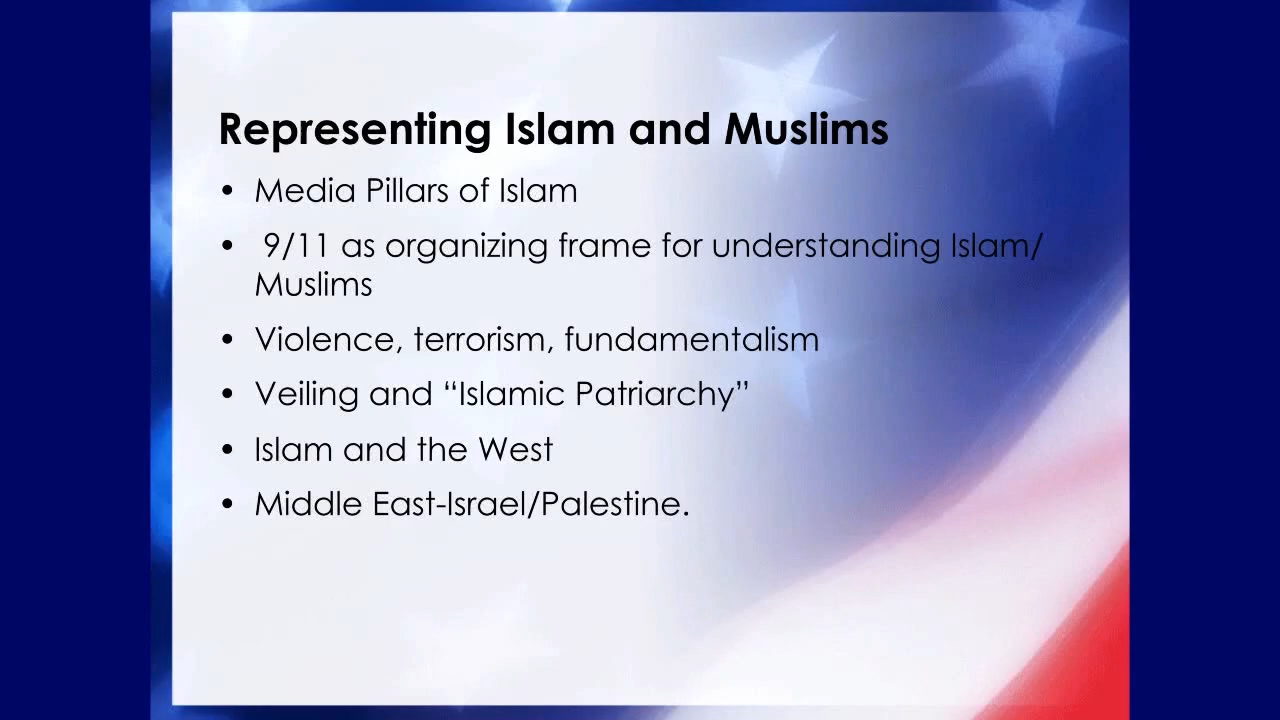 Representing Islam and Muslims
• Media Pillars of Islam
• 9/11 as organizing frame for understanding Islam/
Muslims
• Violence, terrorism, fundamentalism
• Veiling and “Islamic Patriarchy”
• Islam and the West
• Middle East-Israel/Palestine.